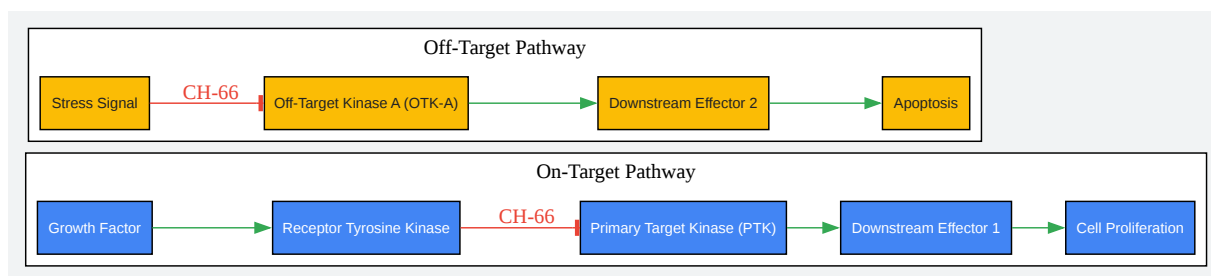 Off-Target Pathway
Stress Signal
CH-66
Off-Target Kinase A (OTK-A)
Downstream Effector 2
Apoptosis
On-Target Pathway
Growth Factor
Receptor Tyrosine Kinase
CH-66
Primary Target Kinase (PTK)
Downstream Effector 1
Cell Proliferation